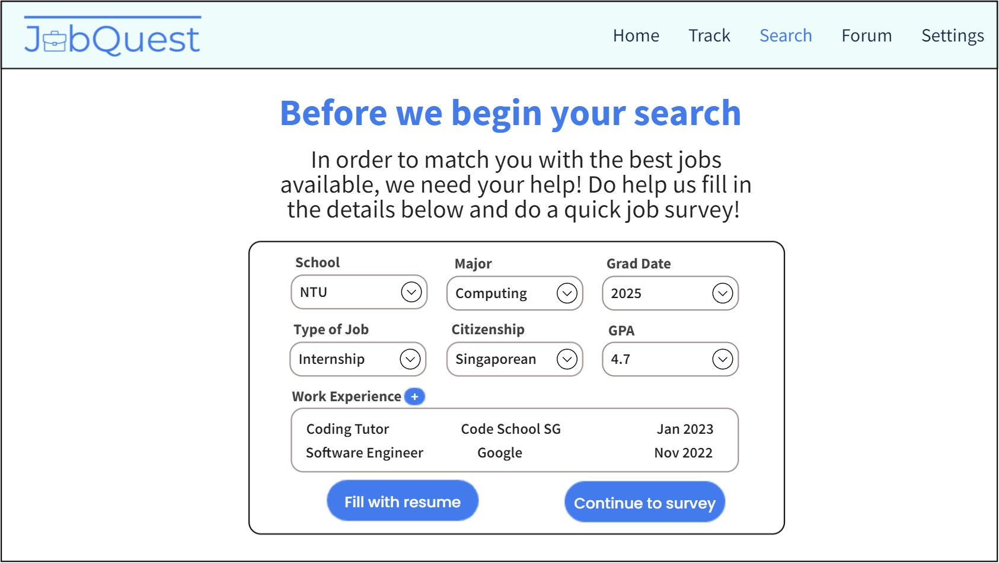 JobQuest
Home Track Search Forum Settings
Before we begin your search
In order to match you with the best jobs
available, we need your help! Do help us fill in
the details below and do a quick job survey!
School Major Grad Date
NTU Computing 2025
Type of Job Citizenship GPA
Internship Singaporean 4.7
Work Experience +
Coding Tutor Code School SG Jan 2023
Software Engineer Google Nov 2022
Fill with resume Continue to survey